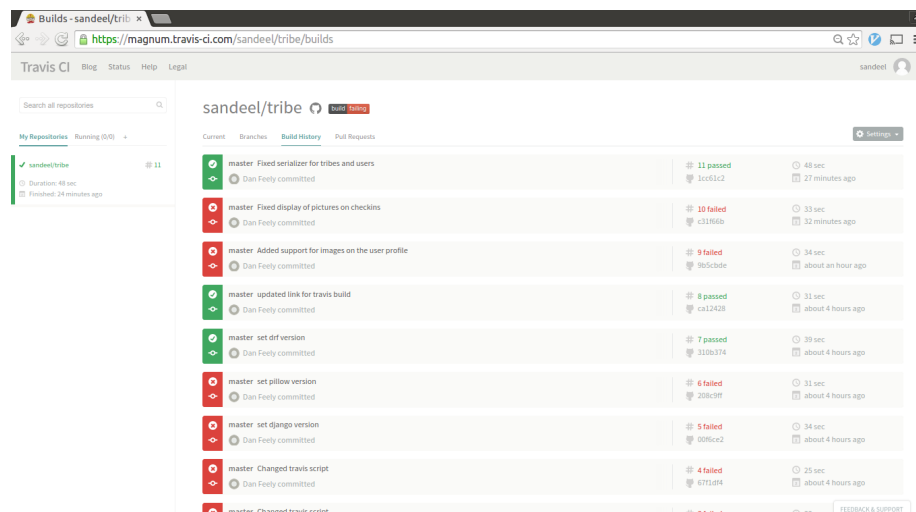 Builds - sandeel/trib
https://magnum.travis-ci.com/sandeel/tribe/builds
Travis CI Blog Status Help Legal sandeel
Search all repositories
My Repositories Running (0/0) +
sandeel/tribe # 11
Duration: 48 sec
Finished: 24 minutes ago
sandeel/tribe build failing
Current Branches Build History Pull Requests Settings
master Fixed serializer for tribes and users # 11 passed 48 sec
Dan Feely committed 1cc61c2 27 minutes ago
master Fixed display of pictures on checkins # 10 failed 33 sec
Dan Feely committed c31f66b 32 minutes ago
master Added support for images on the user profile # 9 failed 34 sec
Dan Feely committed 9b5cbde about an hour ago
master updated link for travis build # 8 passed 31 sec
Dan Feely committed ca12428 about 4 hours ago
master set drf version # 7 passed 39 sec
Dan Feely committed 310b374 about 4 hours ago
master set pillow version # 6 failed 31 sec
Dan Feely committed 208c9ff about 4 hours ago
master set django version # 5 failed 34 sec
Dan Feely committed 00f6ce2 about 4 hours ago
master Changed travis script # 4 failed 25 sec
Dan Feely committed 67f1df4 about 4 hours ago
master Changed travis script
FEEDBACK & SUPPORT